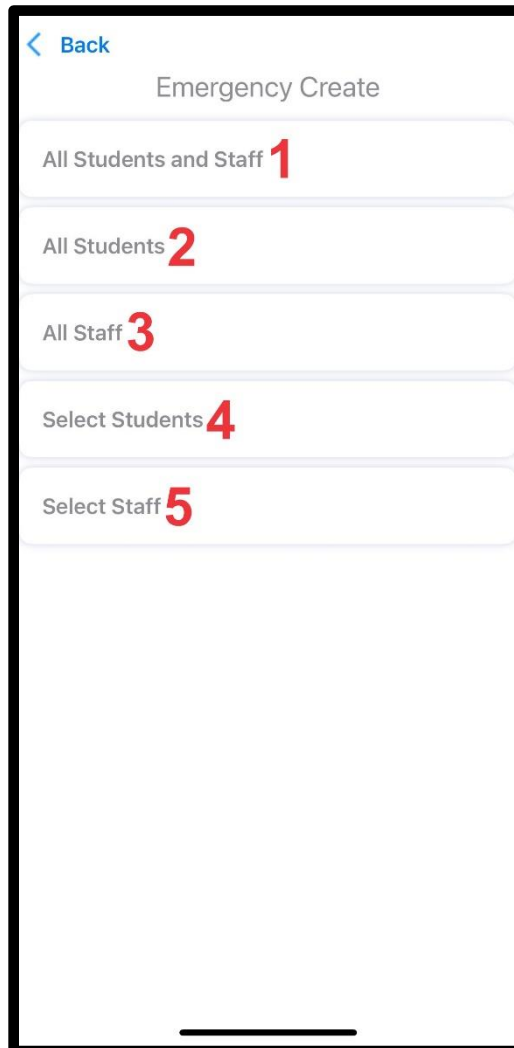 Back
Emergency Create
All Students and Staff 1
All Students 2
All Staff 3
Select Students 4
Select Staff 5